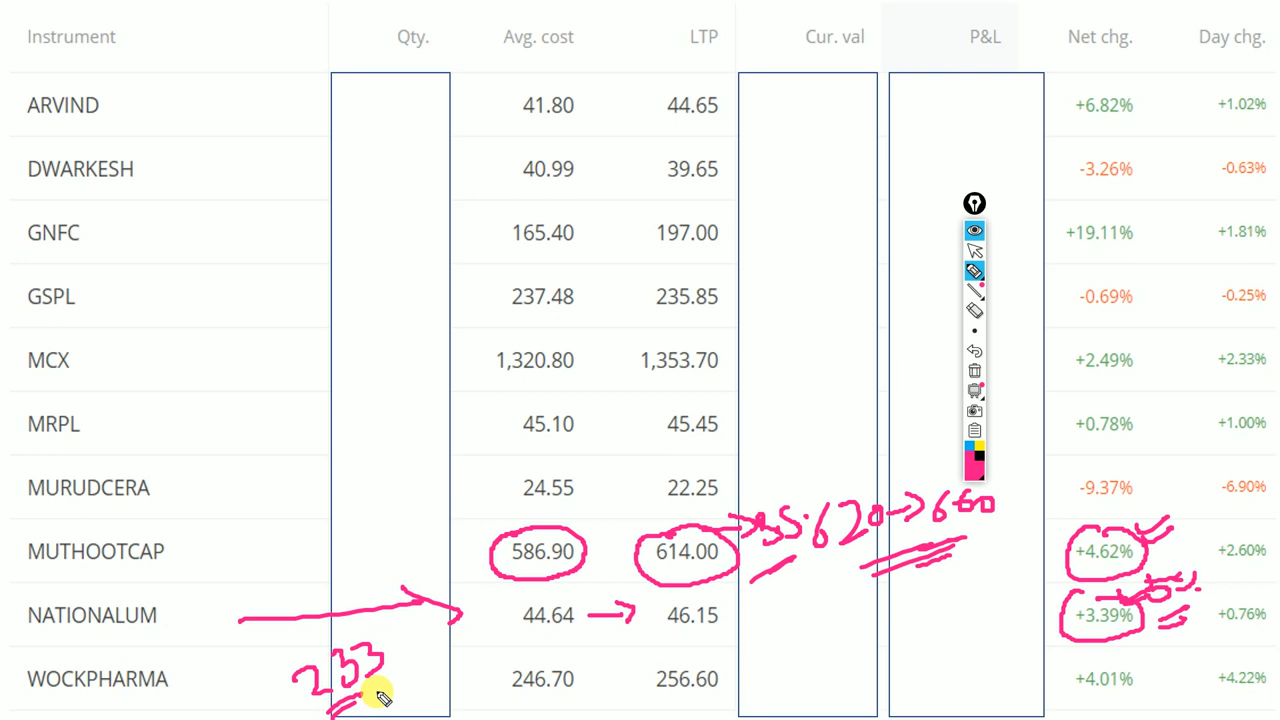 Instrument Qty. Avg. cost LTP Cur. val P&L Net chg. Day chg.
ARVIND 41.80 44.65 +6.82% +1.02%
DWARKESH 40.99 39.65 -3.26% -0.63%
GNFC 165.40 197.00 +19.11% +1.81%
GSPL 237.48 235.85 -0.69% -0.25%
MCX 1,320.80 1,353.70 +2.49% +2.33%
MRPL 45.10 45.45 +0.78% +1.00%
MURUDCERA 24.55 22.25 -9.37% -6.90%
620 → 660
MUTHOOTCAP 586.90 614.00 +4.62% +2.60%
NATIONALUM 44.64 → 46.15 +3.39% +0.76%
233
WOCKPHARMA 246.70 256.60 +4.01% +4.22%